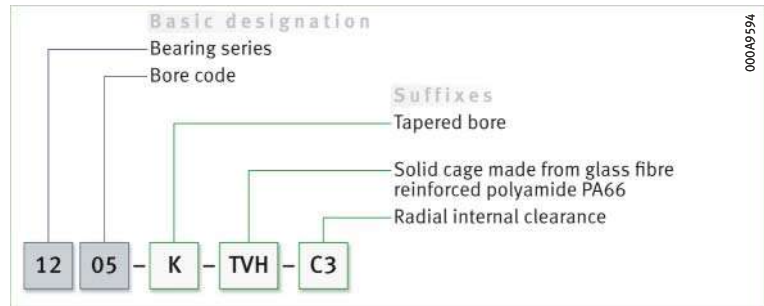 Basic designation
Bearing series
Bore code
Suffixes
Tapered bore
Solid cage made from glass fibre
reinforced polyamide PA66
Radial internal clearance
12 05 – K – TVH – C3
000A9594